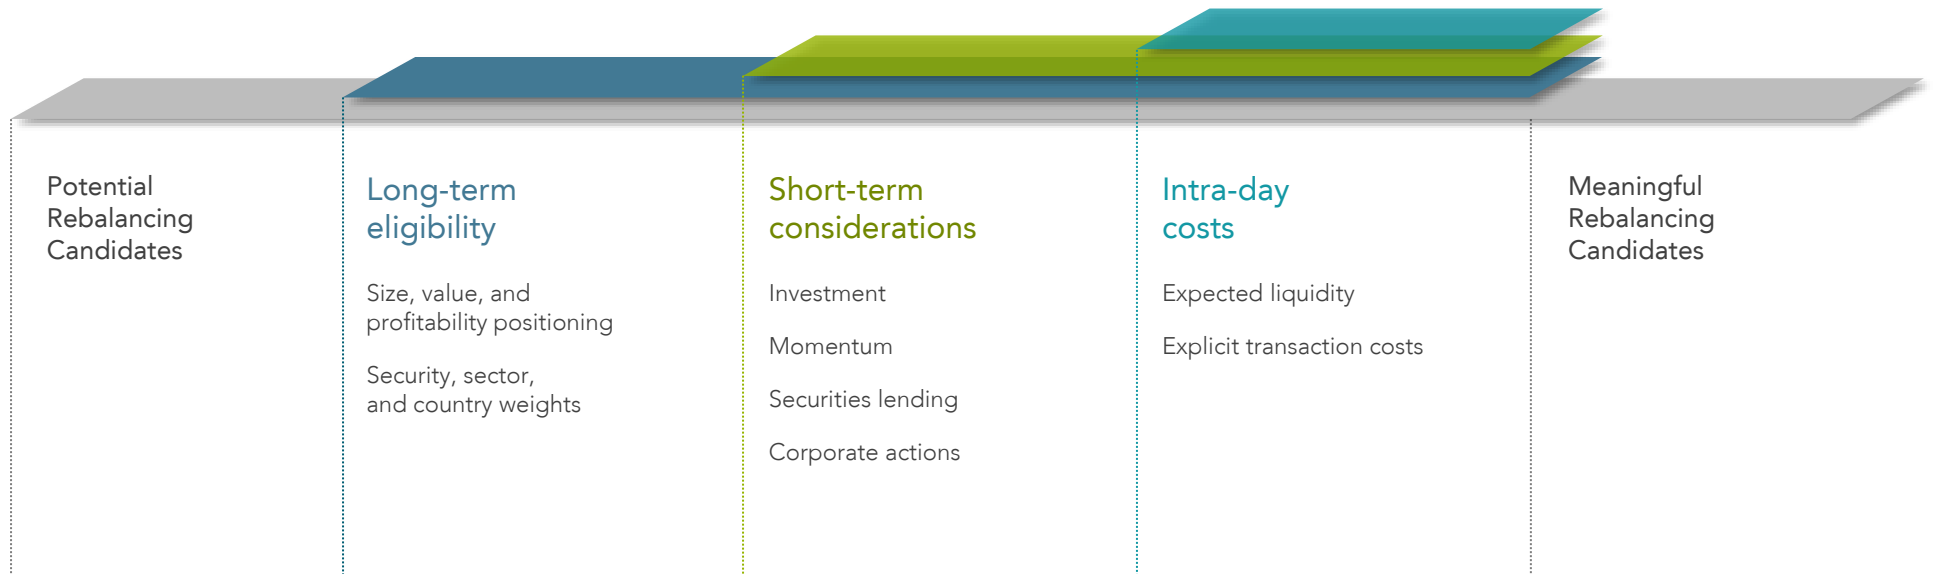 Potential
Rebalancing
Candidates
Long-term
eligibility
Size, value, and
profitability positioning
Security, sector,
and country weights
Short-term
considerations
Investment
Momentum
Securities lending
Corporate actions
Intra-day
costs
Expected liquidity
Explicit transaction costs
Meaningful
Rebalancing
Candidates